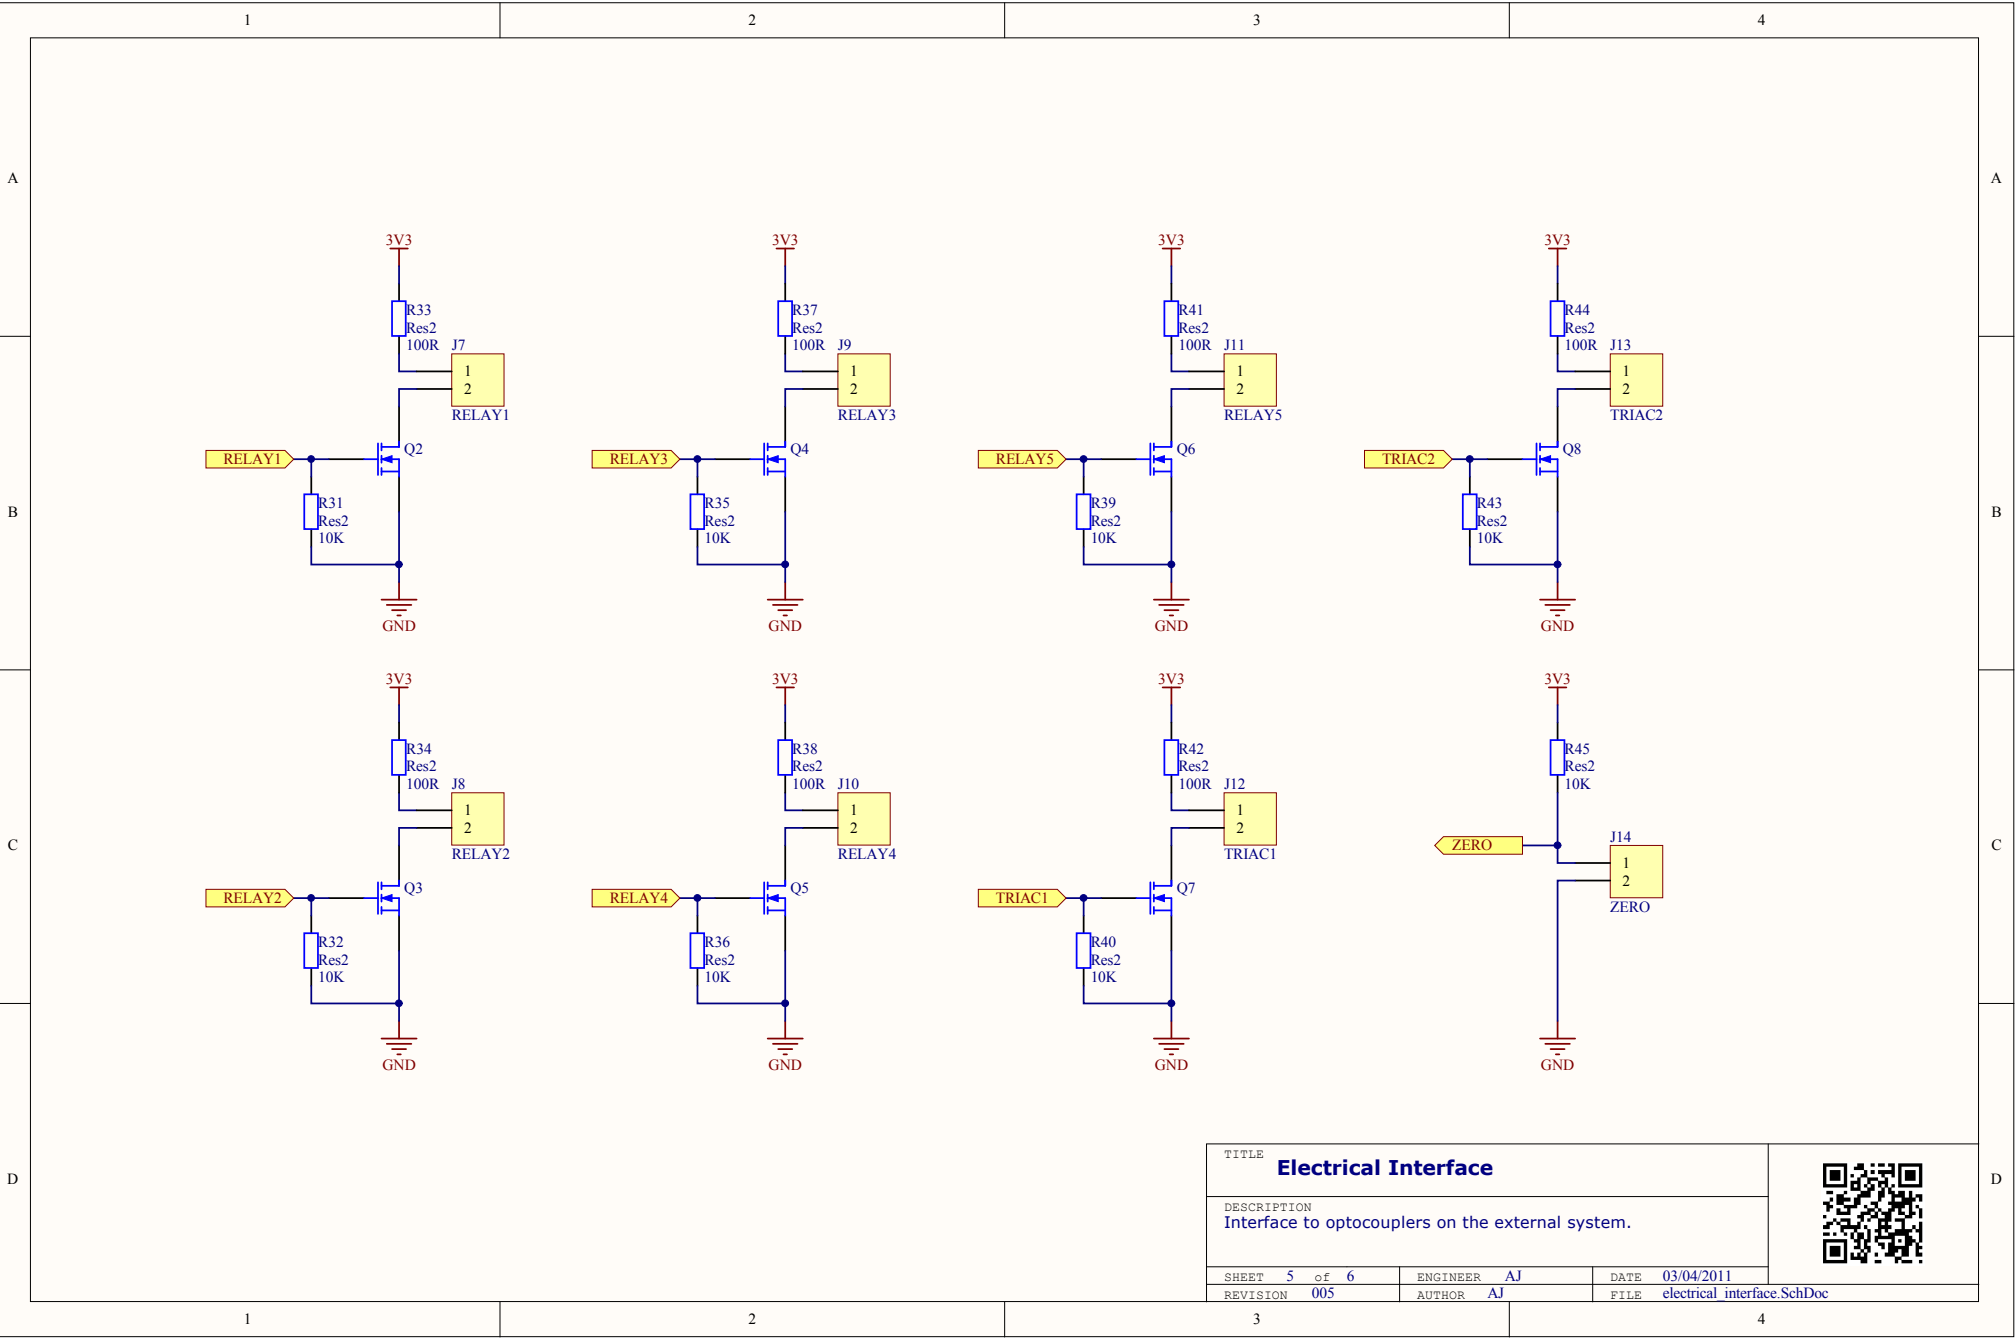 1 2 3 4
A A
3V3 3V3 3V3 3V3
R33 R37 R41 R44
Res2 Res2 Res2 Res2
100R J7 100R J9 100R J11 100R J13
1 1 1 1
2 2 2 2
RELAY1 RELAY3 RELAY5 TRIAC2
Q2 Q4 Q6 Q8
RELAY1 RELAY3 RELAY5 TRIAC2
R31 R35 R39 R43
B Res2 Res2 Res2 Res2 B
10K 10K 10K 10K
GND GND GND GND
3V3 3V3 3V3 3V3
R34 R38 R42 R45
Res2 Res2 Res2 Res2
100R J8 100R J10 100R J12 10K
1 1 1
2 2 2
J14
C ZERO C
RELAY2 RELAY4 TRIAC1
1
2
Q3 Q5 Q7
RELAY2 RELAY4 TRIAC1 ZERO
R32 R36 R40
Res2 Res2 Res2
10K 10K 10K
GND GND GND GND
TITLE
Electrical Interface
D D
DESCRIPTION
Interface to optocouplers on the external system.
SHEET 5 of 6 ENGINEER AJ DATE 03/04/2011
REVISION 005 AUTHOR AJ FILE electrical_interface.SchDoc
1 2 3 4